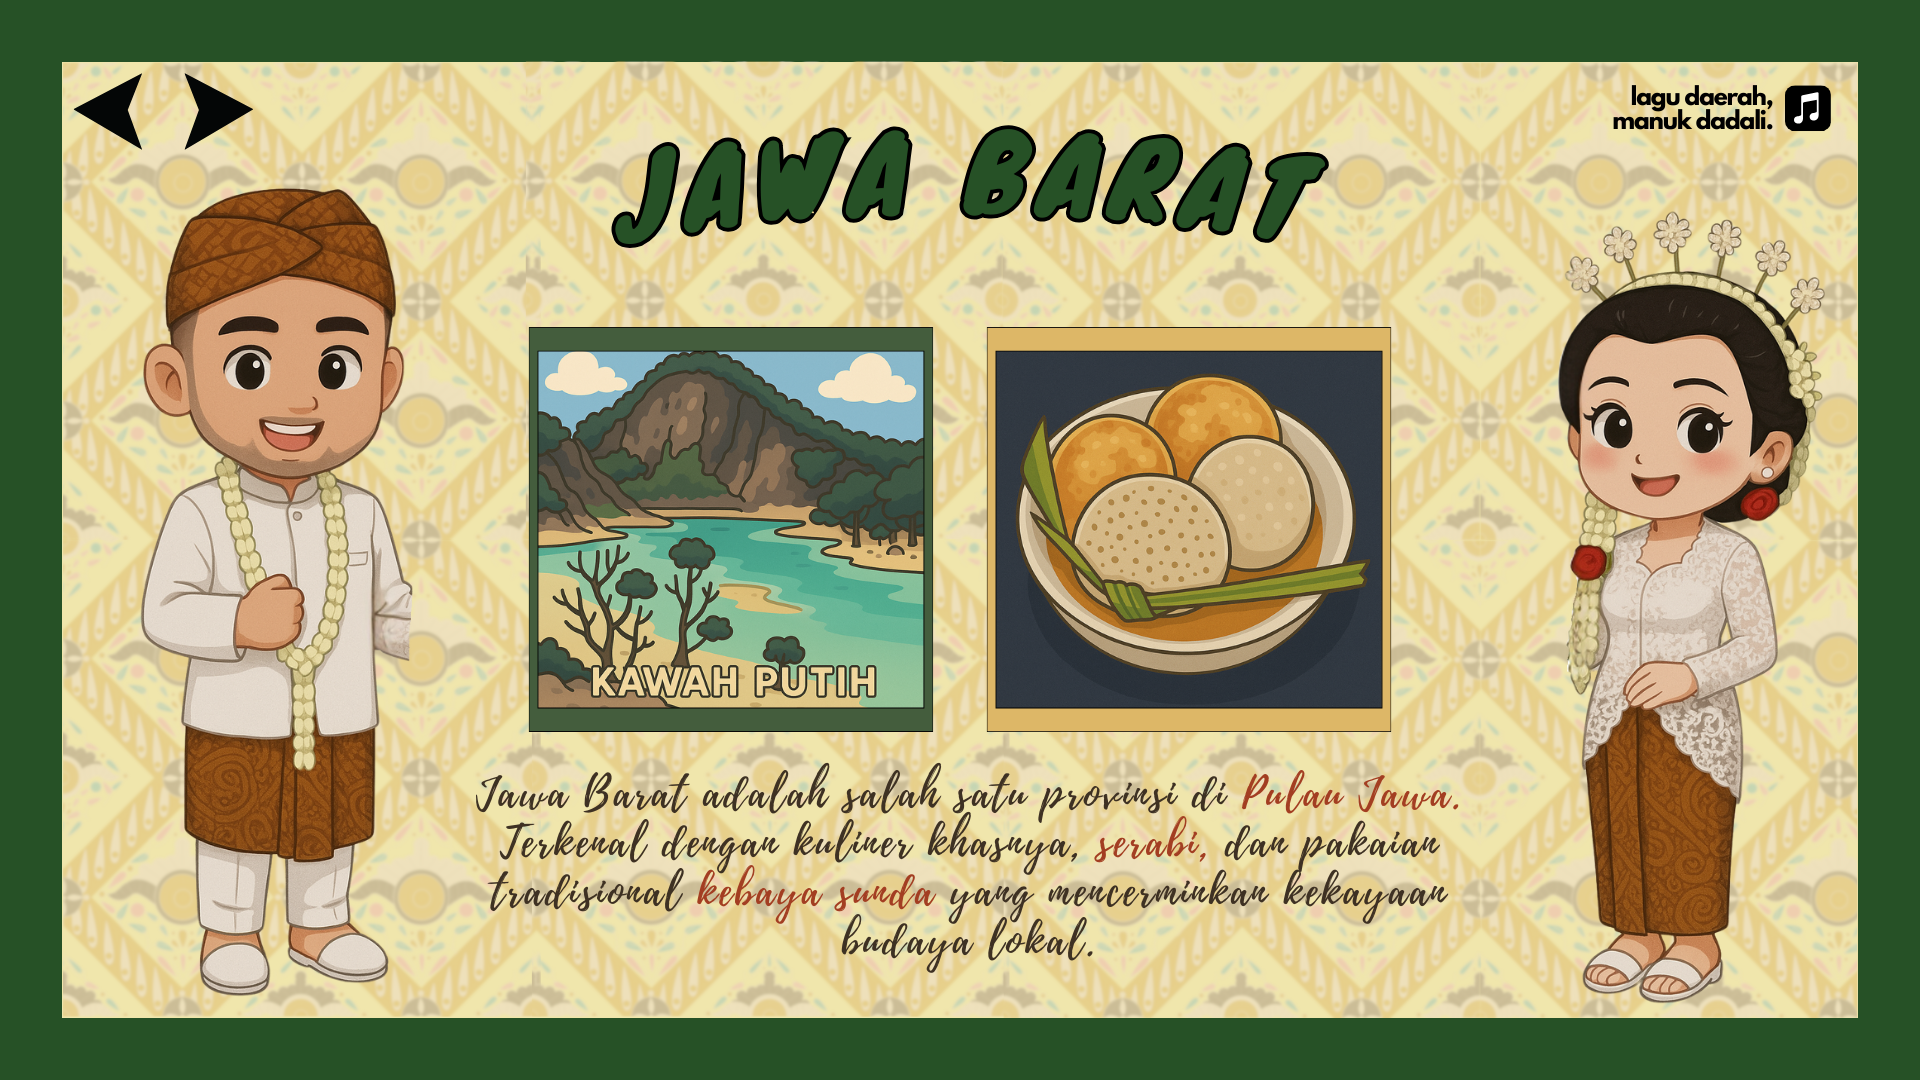 lagu daerah,
manuk dadali.
JAWA BARAT
KAWAH PUTIH
Jawa Barat adalah salah satu provinsi di Pulau Jawa.
Terkenal dengan kuliner khasnya, serabi, dan pakaian
tradisional kebaya sunda yang mencerminkan kekayaan
budaya lokal.